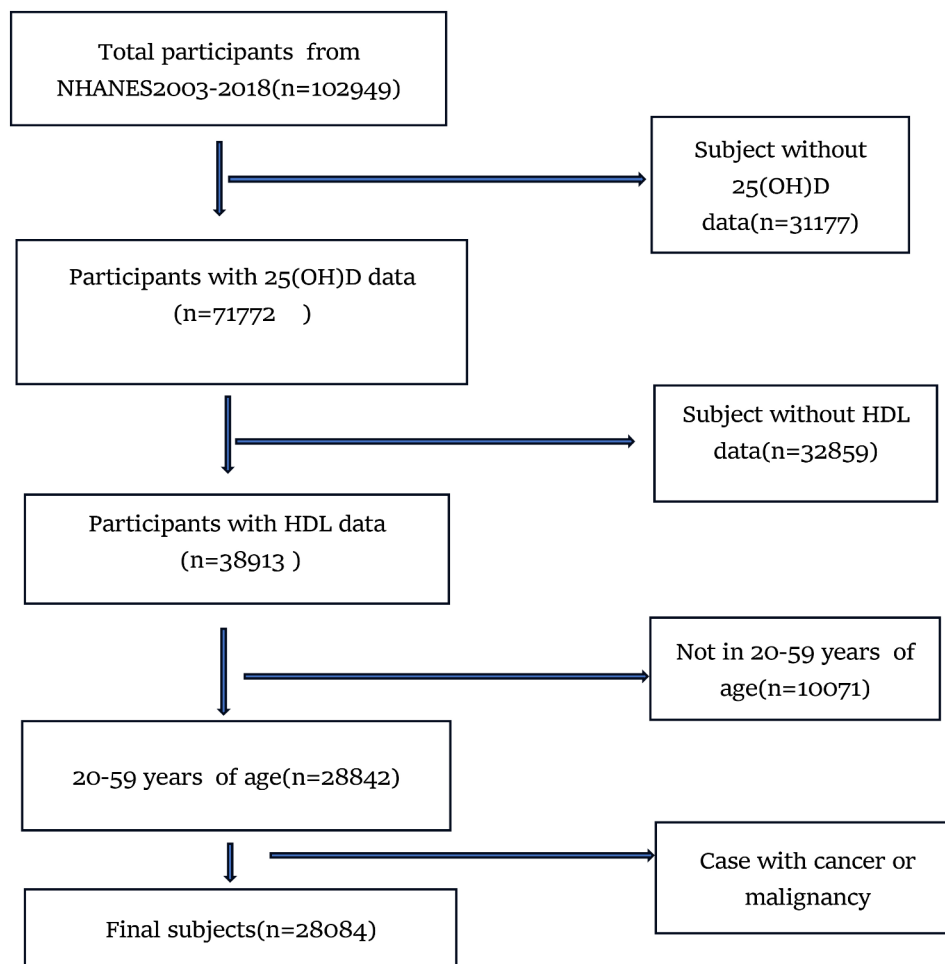 Total participants from
NHANES2003-2018(n=102949)
Subject without
25(OH)D
data(n=31177)
Participants with 25(OH)D data
(n=71772 )
Subject without HDL
data(n=32859)
Participants with HDL data
(n=38913 )
Not in 20-59 years of
age(n=10071)
20-59 years of age(n=28842)
Case with cancer or
malignancy
Final subjects(n=28084)